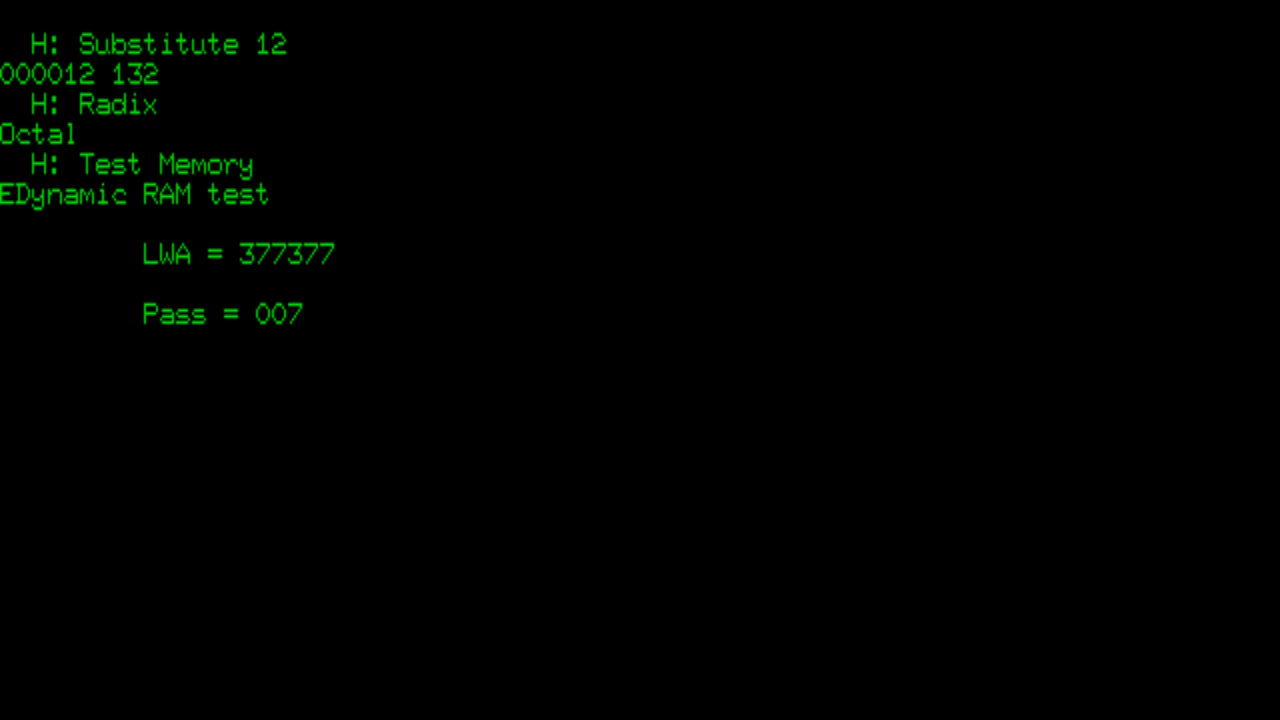 H: Substitute 12
000012 132
H: Radix
Octal
H: Test Memory
EDynamic RAM test
LWA = 377377
Pass = 007